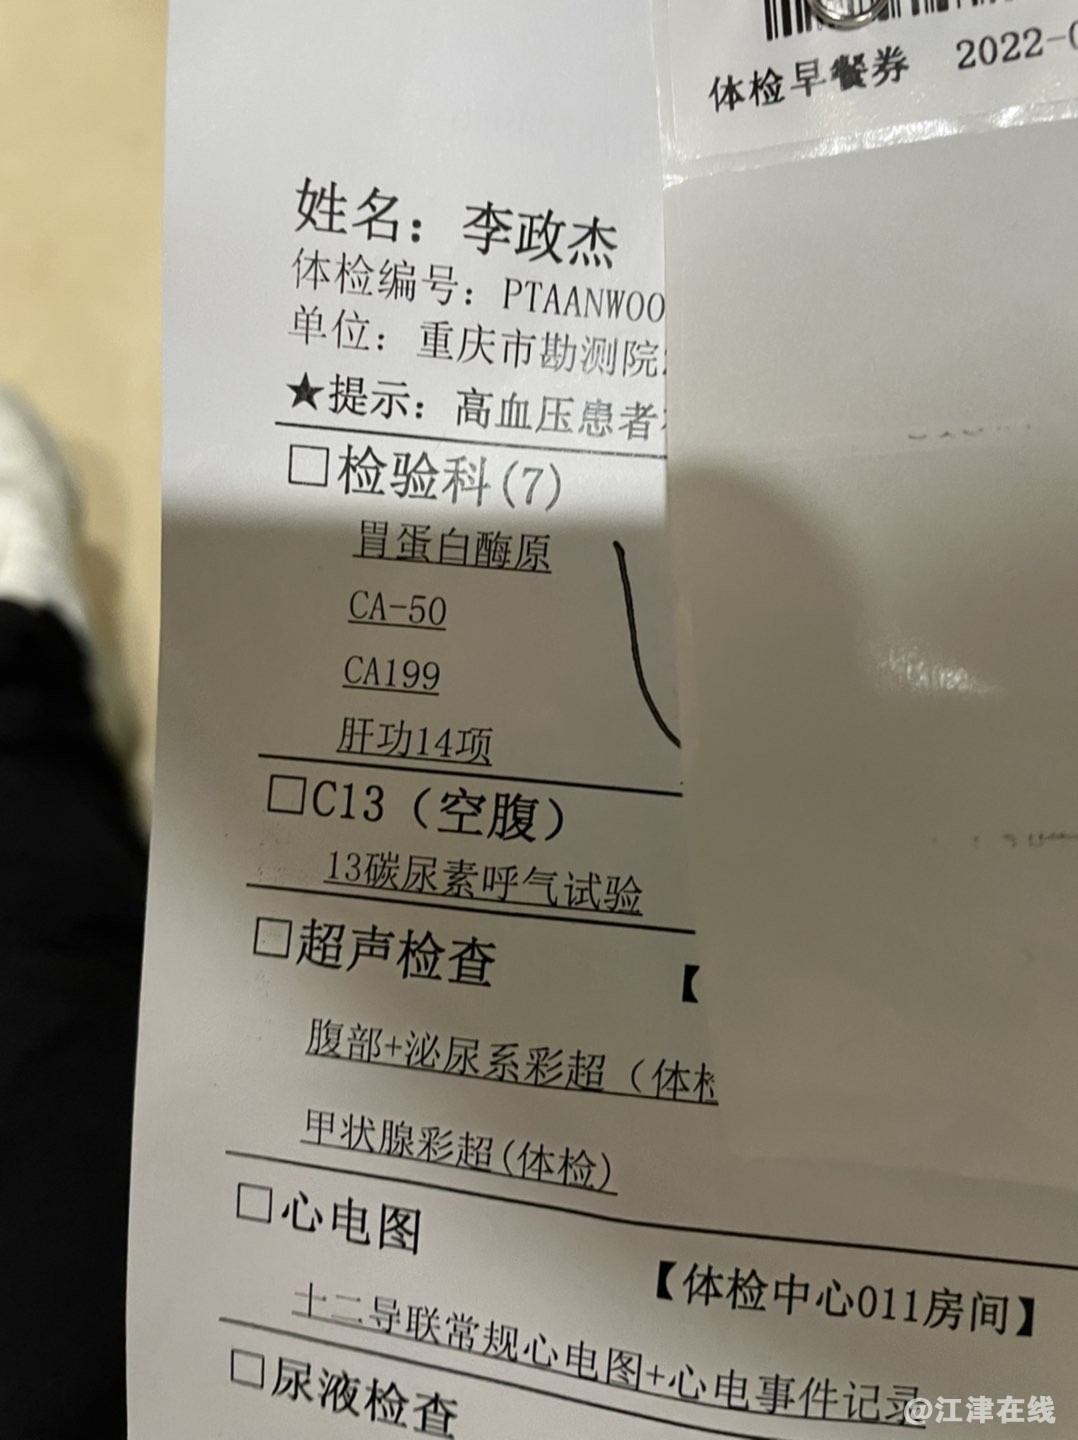 体检早餐券 2022-0
姓名：李政杰
体检编号：PTAANW00
单位：重庆市勘测院
★提示：高血压患者
□检验科(7)
胃蛋白酶原
CA-50
CA199
肝功14项
□C13（空腹）
13碳尿素呼气试验
□超声检查 【
腹部+泌尿系彩超（体检
甲状腺彩超(体检)
□心电图
【体检中心011房间】
十二导联常规心电图+心电事件记录
□尿液检查
@江津在线